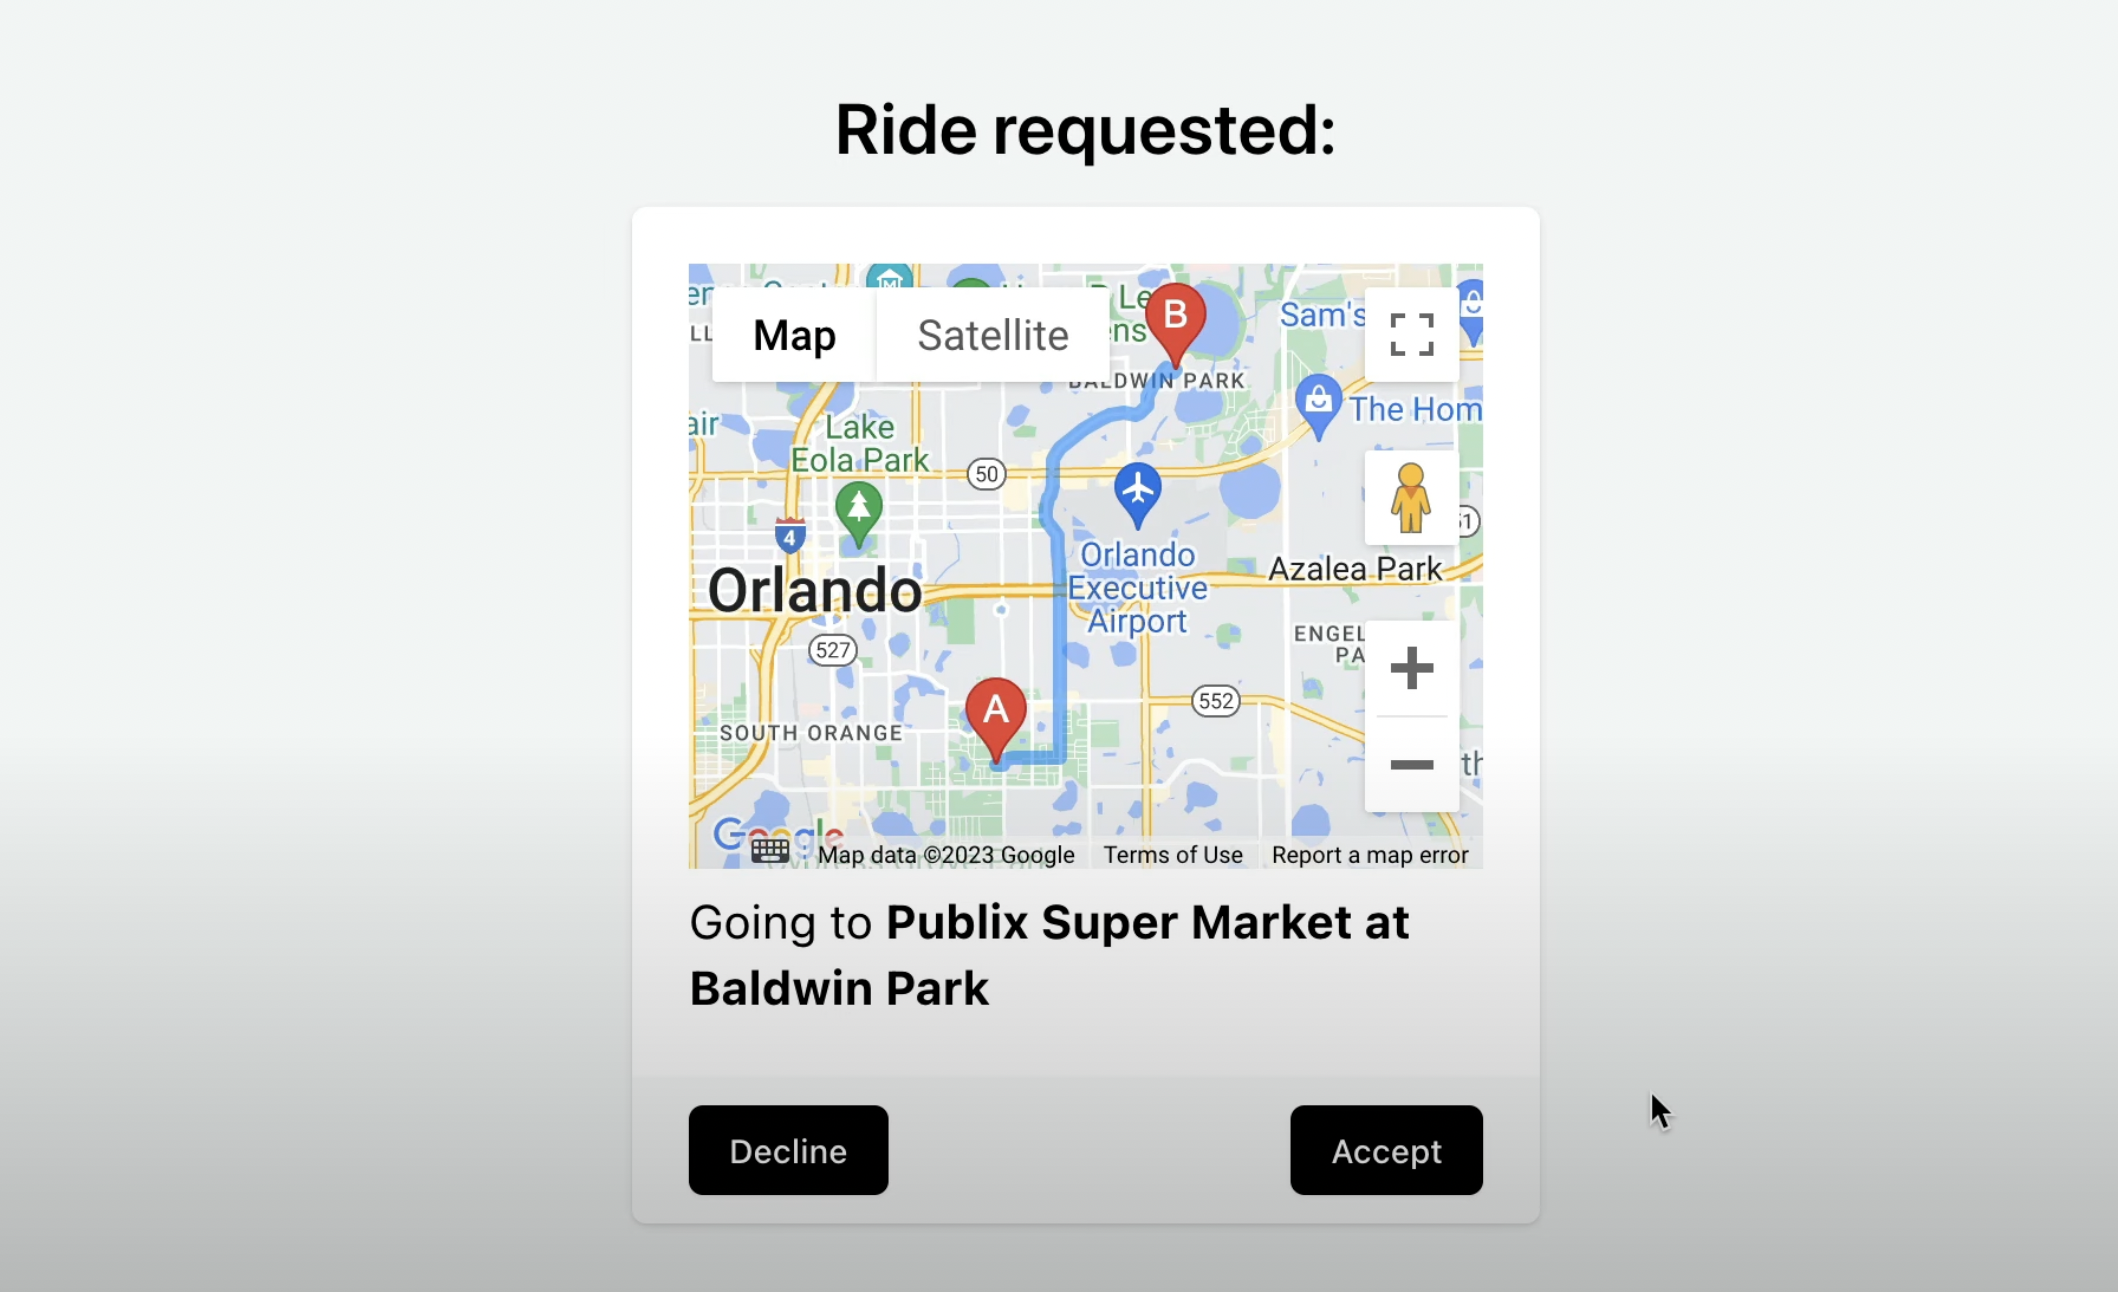 Ride requested:
Map
Satellite
B
Sam's
BALDWIN PARK
The Hom
air
Lake
Eola Park
50
4
Orlando
Executive
Airport
Azalea Park
Orlando
527
ENGEL
PA
A
552
SOUTH ORANGE
Google
Map data ©2023 Google
Terms of Use
Report a map error
Going to Publix Super Market at
Baldwin Park
Decline
Accept